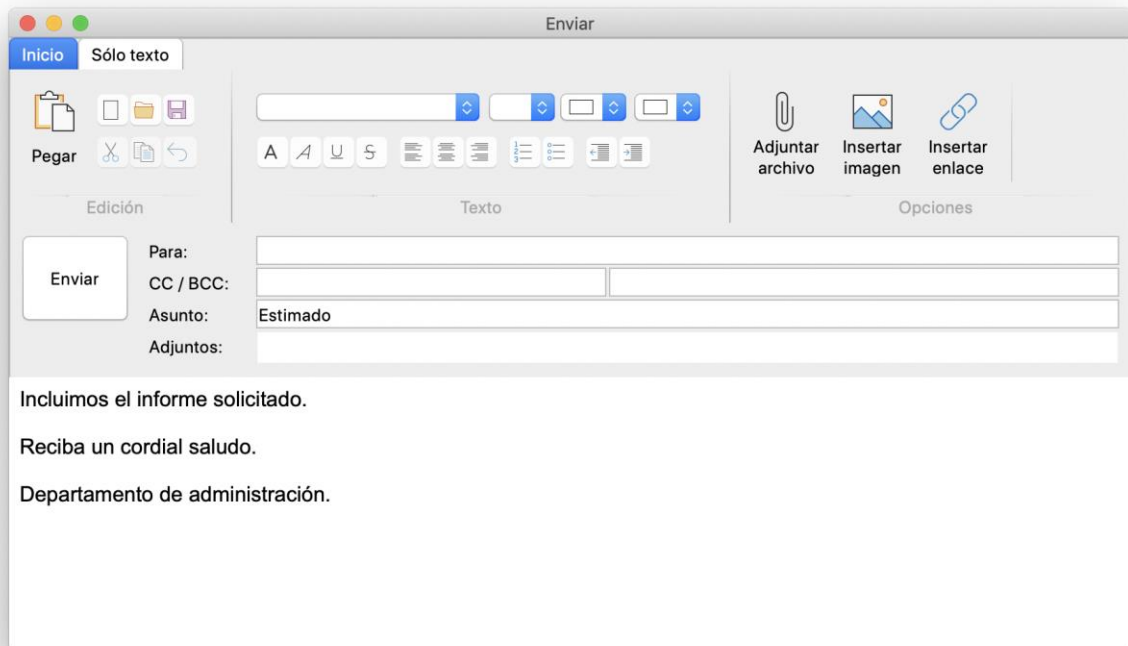 Enviar
Inicio Sólo texto
Pegar
Adjuntar archivo
Insertar imagen
Insertar enlace
Edición
Texto
Opciones
Enviar
Para:
CC / BCC:
Asunto: Estimado
Adjuntos:
Incluimos el informe solicitado.
Reciba un cordial saludo.
Departamento de administración.